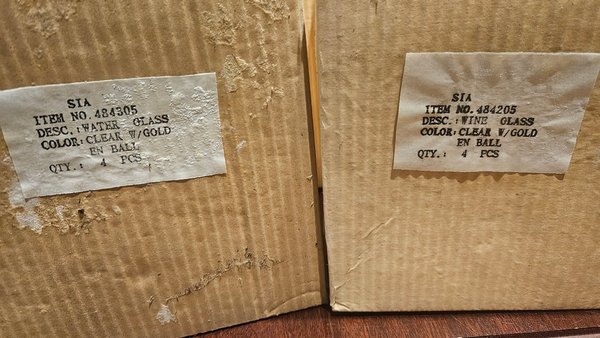 SIA
ITEM NO. 484305
DESC.: WATER GLASS
COLOR: CLEAR W/GOLD
EN BALL
QTY.: 4 PCS
SIA
ITEM NO. 484205
DESC.: WINE GLASS
COLOR: CLEAR W/GOLD
EN BALL
QTY.: 4 PCS